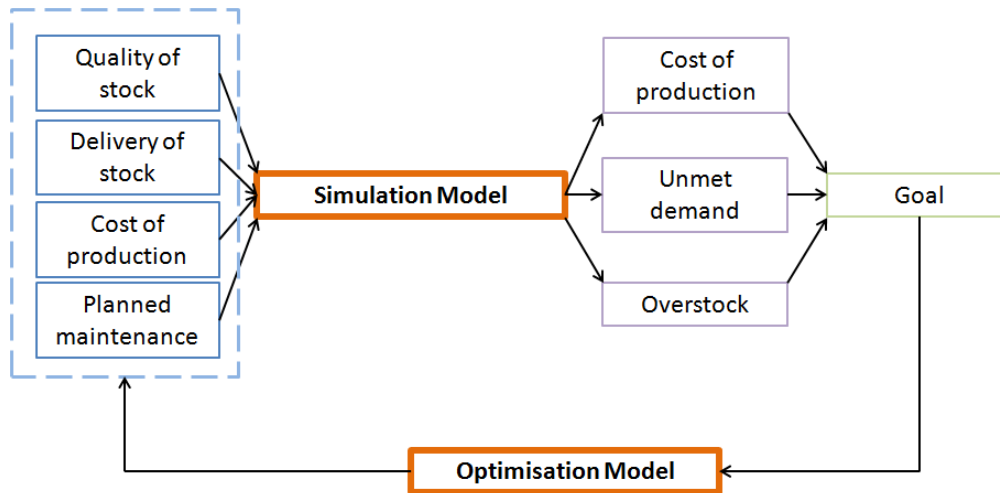 Quality of
stock
Delivery of
stock
Cost of
production
Planned
maintenance
Simulation Model
Cost of
production
Unmet
demand
Overstock
Goal
Optimisation Model